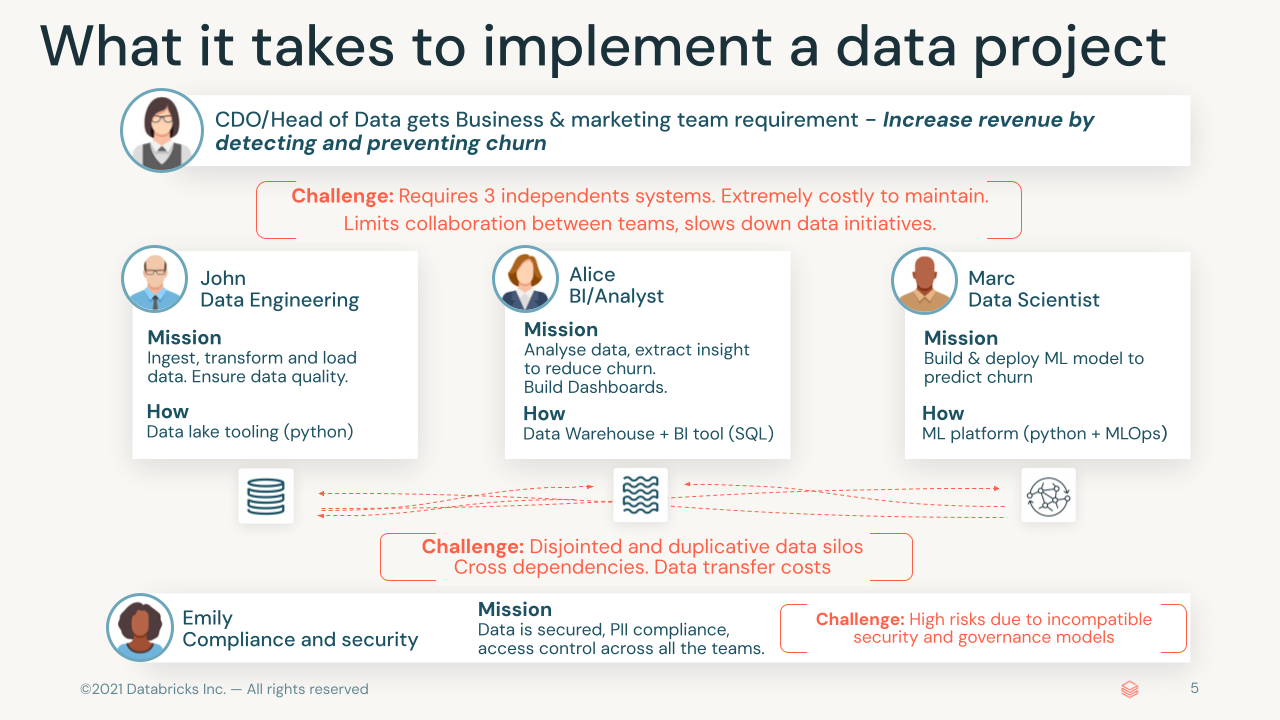 What it takes to implement a data project
CDO/Head of Data gets Business & marketing team requirement – Increase revenue by
detecting and preventing churn
Challenge: Requires 3 independents systems. Extremely costly to maintain.
Limits collaboration between teams, slows down data initiatives.
John
Data Engineering
Mission
Ingest, transform and load
data. Ensure data quality.
How
Data lake tooling (python)
Alice
BI/Analyst
Mission
Analyse data, extract insight
to reduce churn.
Build Dashboards.
How
Data Warehouse + BI tool (SQL)
Marc
Data Scientist
Mission
Build & deploy ML model to
predict churn
How
ML platform (python + MLOps)
Challenge: Disjointed and duplicative data silos
Cross dependencies. Data transfer costs
Emily
Compliance and security
Mission
Data is secured, PII compliance,
access control across all the teams.
Challenge: High risks due to incompatible
security and governance models
©2021 Databricks Inc. — All rights reserved
5